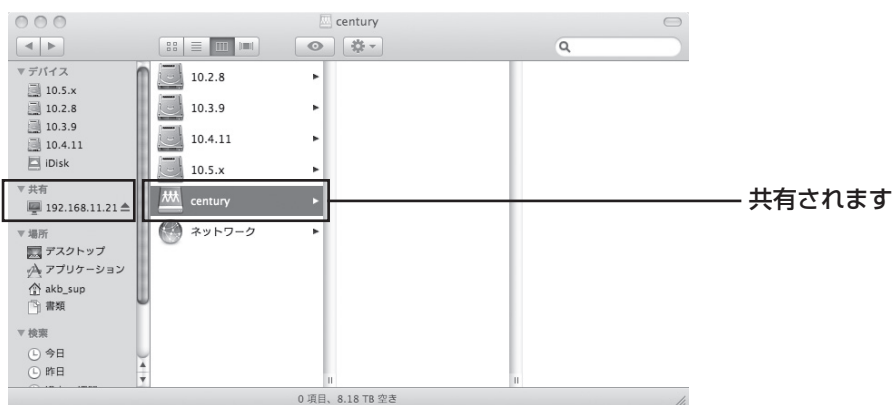 century
▼デバイス
10.5.x
10.2.8
10.3.9
10.4.11
iDisk
▼共有
192.168.11.21
▼場所
デスクトップ
アプリケーション
akb_sup
書類
▼検索
今日
昨日
10.2.8
10.3.9
10.4.11
10.5.x
century
ネットワーク
0 項目、8.18 TB 空き
共有されます